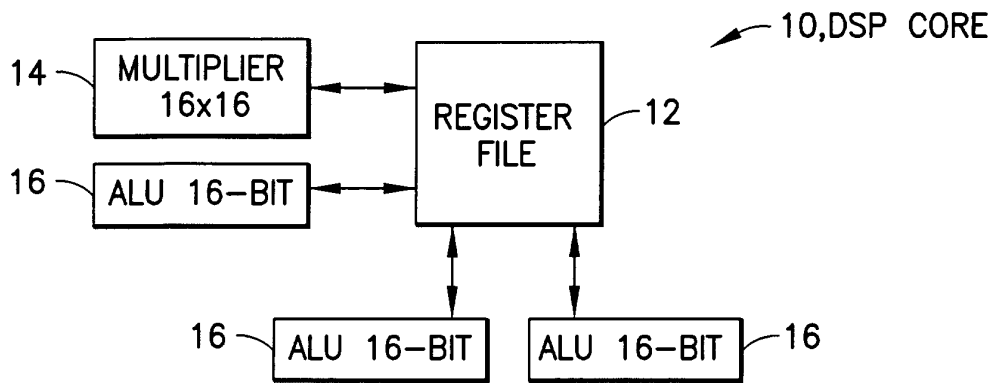 10,DSP CORE
14
MULTIPLIER
16x16
REGISTER
FILE
12
16
ALU 16-BIT
16
ALU 16-BIT
ALU 16-BIT
16